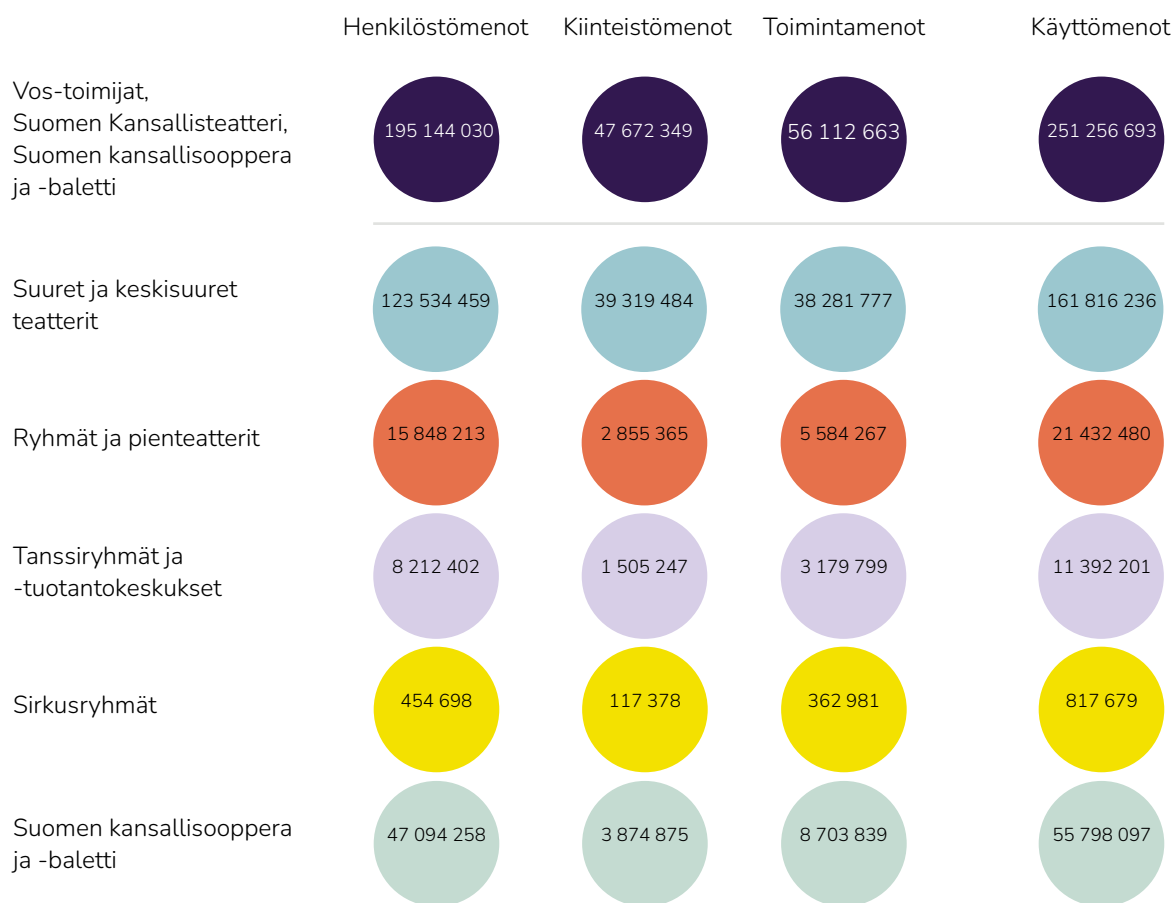 Henkilöstömenot Kiinteistömenot Toimintamenot Käyttömenot
Vos-toimijat,
Suomen Kansallisteatteri,
Suomen kansallisooppera
ja -baletti
195 144 030 47 672 349 56 112 663 251 256 693
Suuret ja keskisuuret
teatterit
123 534 459 39 319 484 38 281 777 161 816 236
Ryhmät ja pienteatterit
15 848 213 2 855 365 5 584 267 21 432 480
Tanssiryhmät ja
-tuotantokeskukset
8 212 402 1 505 247 3 179 799 11 392 201
Sirkusryhmät
454 698 117 378 362 981 817 679
Suomen kansallisooppera
ja -baletti
47 094 258 3 874 875 8 703 839 55 798 097